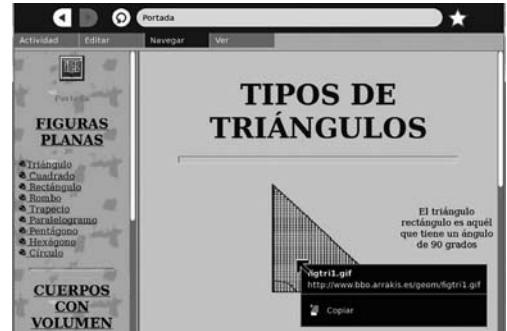 Portada
Actividad Editar Navegar Ver
Portada
FIGURAS
PLANAS
Triángulo
Cuadrado
Rectángulo
Rombo
Trapecio
Paralelogramo
Pentágono
Hexágono
Círculo
CUERPOS
CON
VOLUMEN
TIPOS DE
TRIÁNGULOS
El triángulo
rectángulo es aquél
que tiene un ángulo
de 90 grados
figtri1.gif
http://www.bbo.arrakis.es/geom/figtri1.gif
Copiar